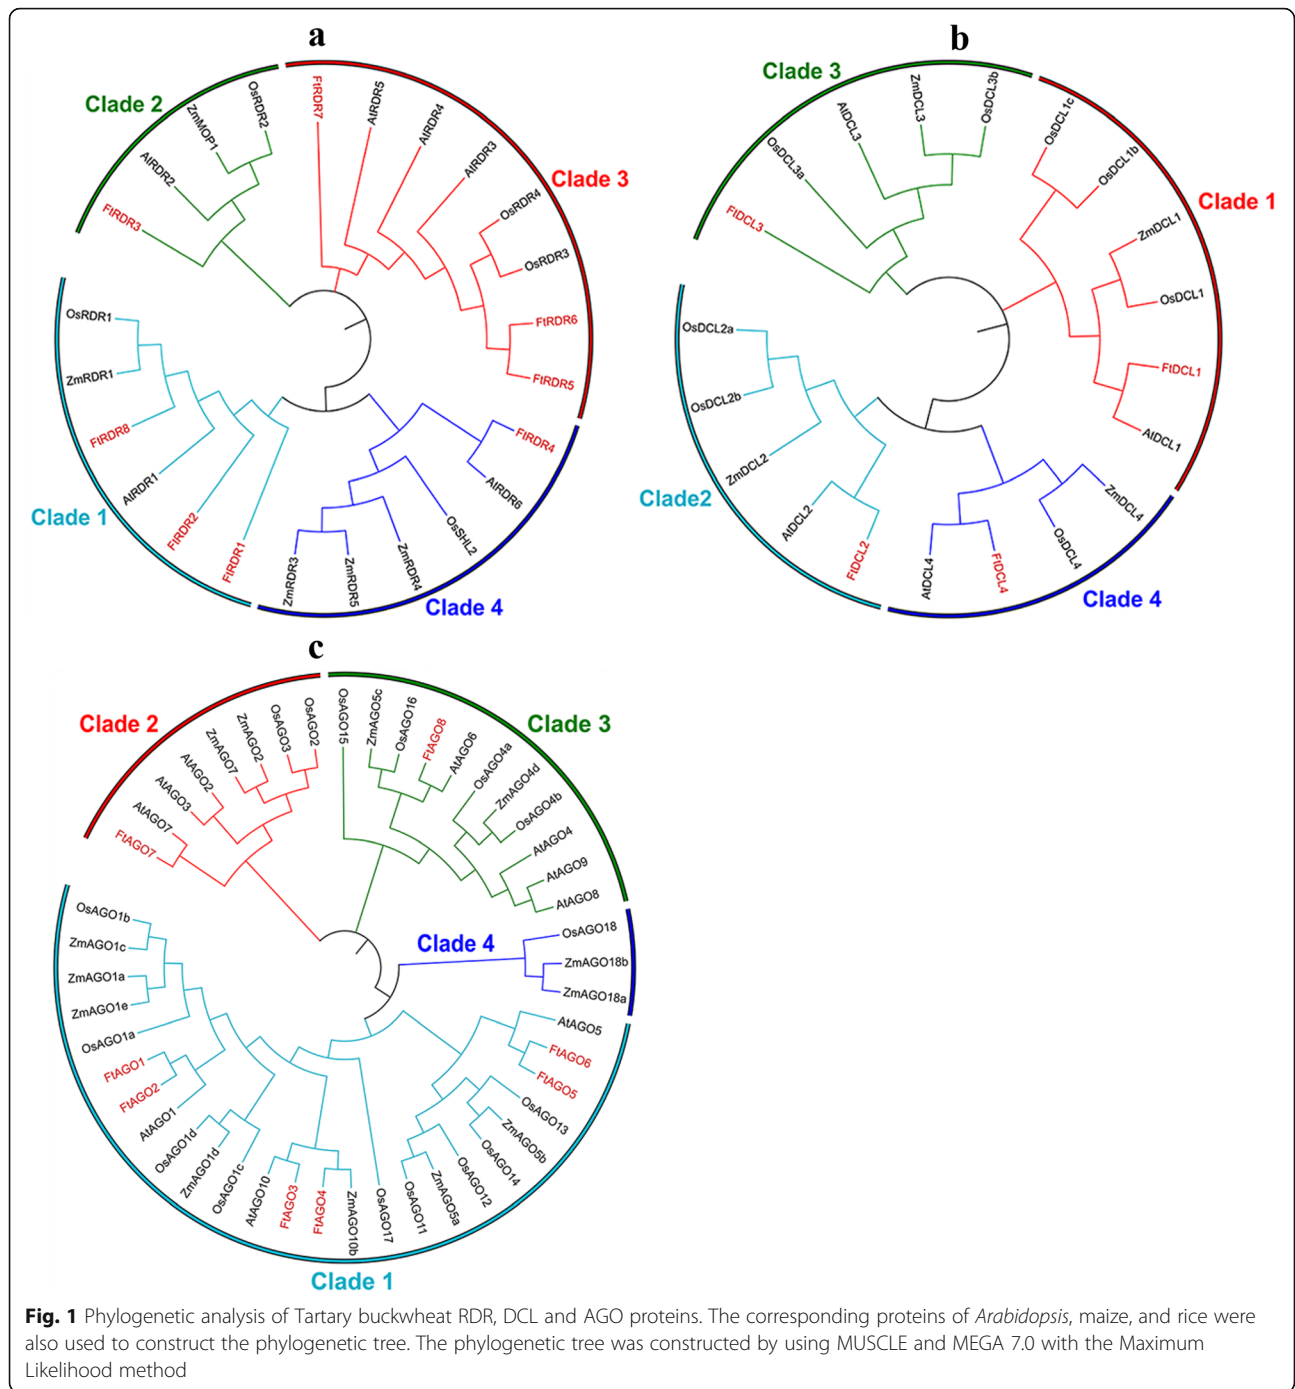 a
Clade 2
Clade 3
Clade 1
Clade 4
OsRDR2
ZmMOP1
AtRDR2
FtRDR3
FtRDR7
AtRDR5
AtRDR4
AtRDR3
OsRDR4
OsRDR3
FtRDR6
FtRDR5
FtRDR4
AtRDR6
OsSHL2
ZmRDR4
ZmRDR5
ZmRDR3
FtRDR1
FtRDR2
AtRDR1
FtRDR8
ZmRDR1
OsRDR1
b
Clade 3
Clade 1
Clade2
Clade 4
FtDCL3
OsDCL3a
AtDCL3
ZmDCL3
OsDCL3b
OsDCL1c
OsDCL1b
ZmDCL1
OsDCL1
FtDCL1
AtDCL1
ZmDCL4
OsDCL4
FtDCL4
AtDCL4
FtDCL2
AtDCL2
ZmDCL2
OsDCL2b
OsDCL2a
c
Clade 2
Clade 3
Clade 4
Clade 1
FtAGO7
AtAGO7
AtAGO3
AtAGO2
ZmAGO7
ZmAGO2
OsAGO3
OsAGO2
OsAGO15
ZmAGO5c
OsAGO16
FtAGO8
AtAGO6
OsAGO4a
ZmAGO4d
OsAGO4b
AtAGO4
AtAGO9
AtAGO8
OsAGO18
ZmAGO18b
ZmAGO18a
AtAGO5
FtAGO6
FtAGO5
OsAGO13
ZmAGO5b
OsAGO14
OsAGO12
ZmAGO5a
OsAGO11
OsAGO17
ZmAGO10b
FtAGO4
FtAGO3
AtAGO10
OsAGO1c
ZmAGO1d
OsAGO1d
AtAGO1
FtAGO2
FtAGO1
OsAGO1a
ZmAGO1e
ZmAGO1a
ZmAGO1c
OsAGO1b
Fig. 1 Phylogenetic analysis of Tartary buckwheat RDR, DCL and AGO proteins. The corresponding proteins of Arabidopsis, maize, and rice were
also used to construct the phylogenetic tree. The phylogenetic tree was constructed by using MUSCLE and MEGA 7.0 with the Maximum
Likelihood method